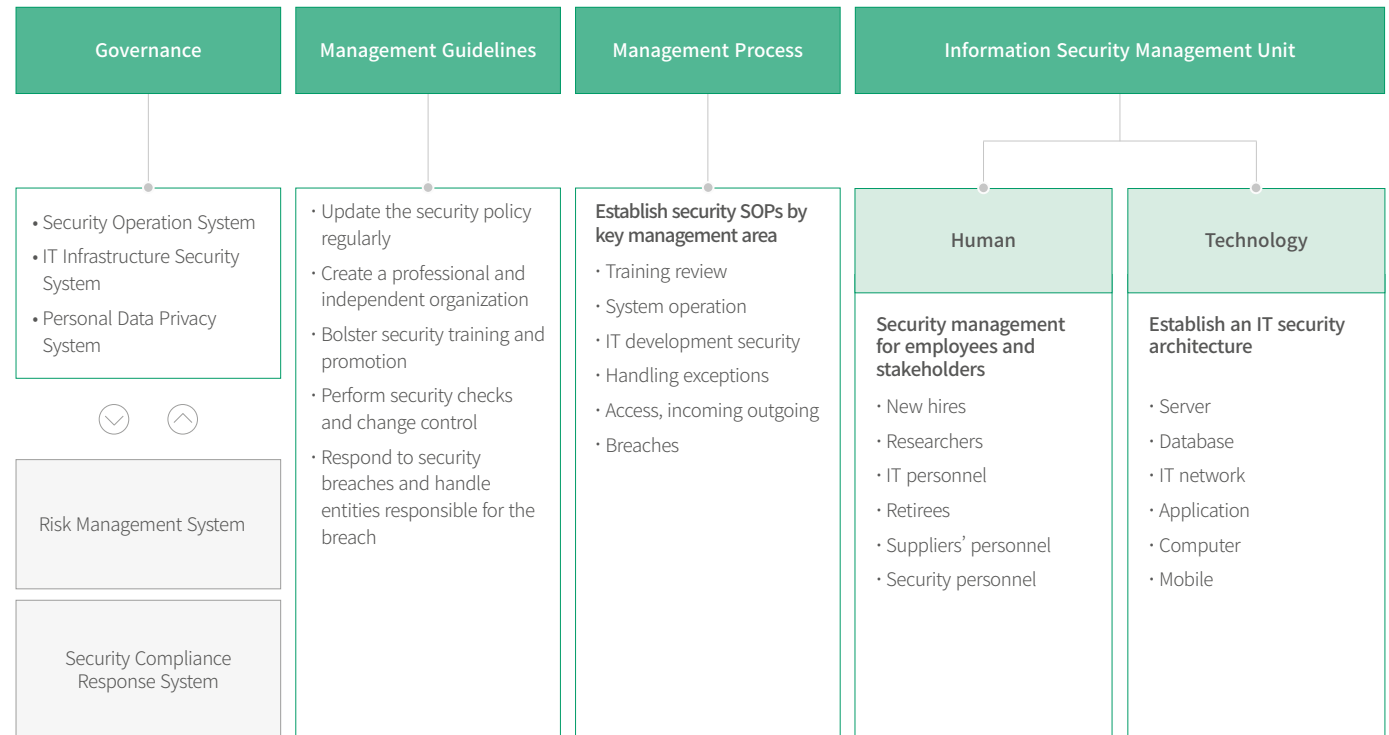 Governance
Management Guidelines
Management Process
Information Security Management Unit
• Security Operation System
• IT Infrastructure Security
System
• Personal Data Privacy
System
Risk Management System
Security Compliance
Response System
· Update the security policy
regularly
· Create a professional and
independent organization
· Bolster security training and
promotion
· Perform security checks
and change control
· Respond to security
breaches and handle
entities responsible for the
breach
Establish security SOPs by
key management area
· Training review
· System operation
· IT development security
· Handling exceptions
· Access, incoming outgoing
· Breaches
Human
Security management
for employees and
stakeholders
· New hires
· Researchers
· IT personnel
· Retirees
· Suppliers’ personnel
· Security personnel
Technology
Establish an IT security
architecture
· Server
· Database
· IT network
· Application
· Computer
· Mobile